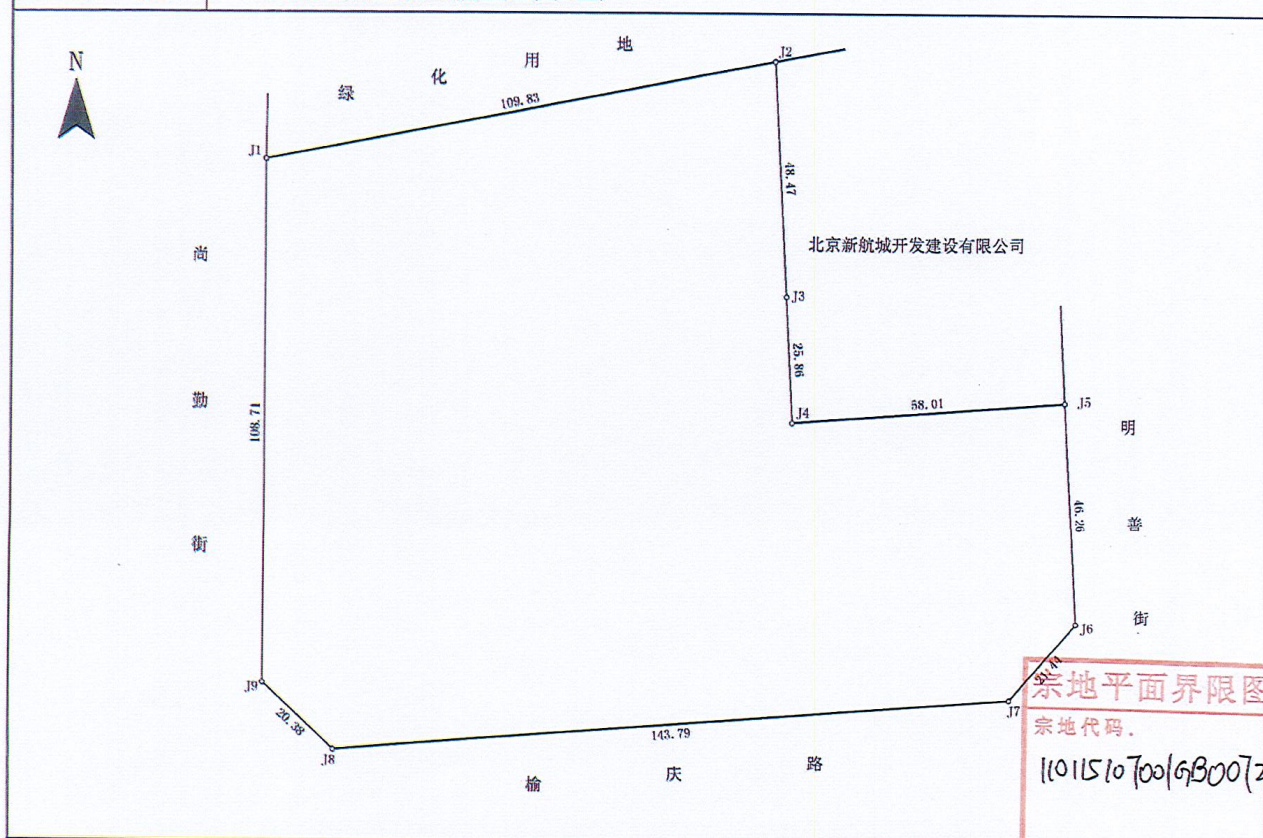 N
绿 化 用 地
J2
109.83
J1
48.47
尚 勤 街
北京新航城开发建设有限公司
J3
25.86
J4
58.01
J5
108.71
明 善 街
46.26
J6
J9
20.38
J8
143.79
J7
21.44
榆 庆 路
宗地平面界限图
宗地代码.